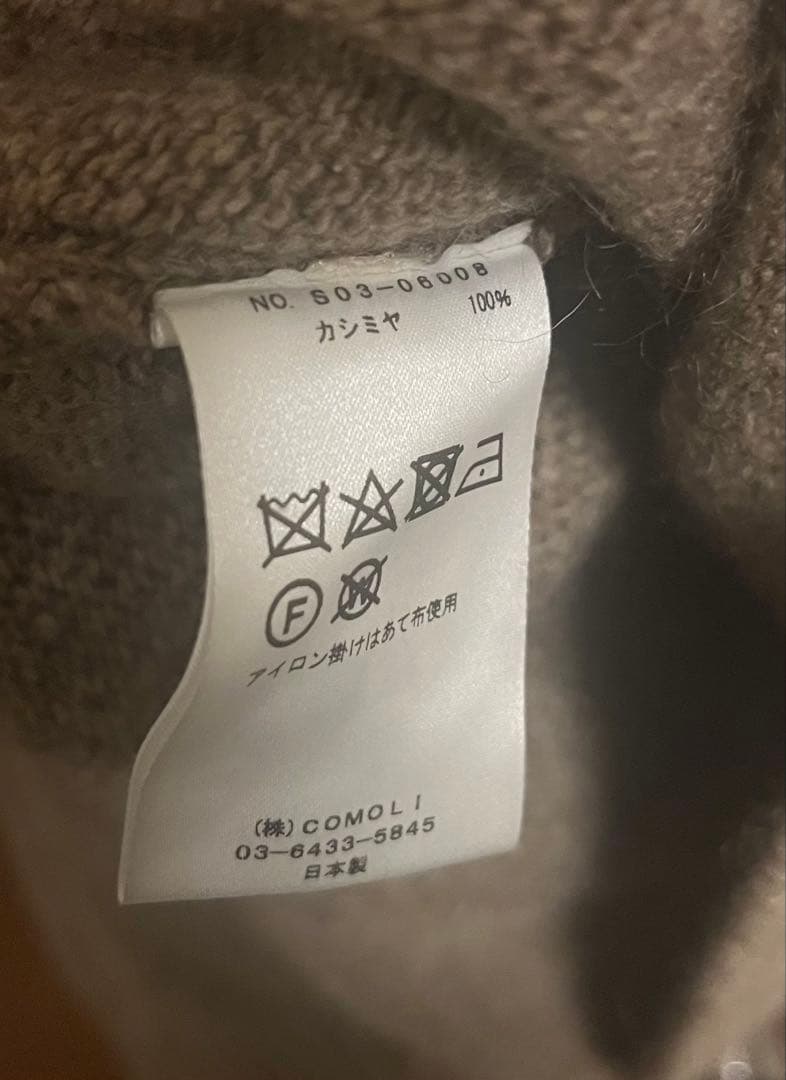 NO. S03-06008
カシミヤ 100%
F W
アイロン掛けはあて布使用
(株)COMOLI
03-6433-5845
日本製